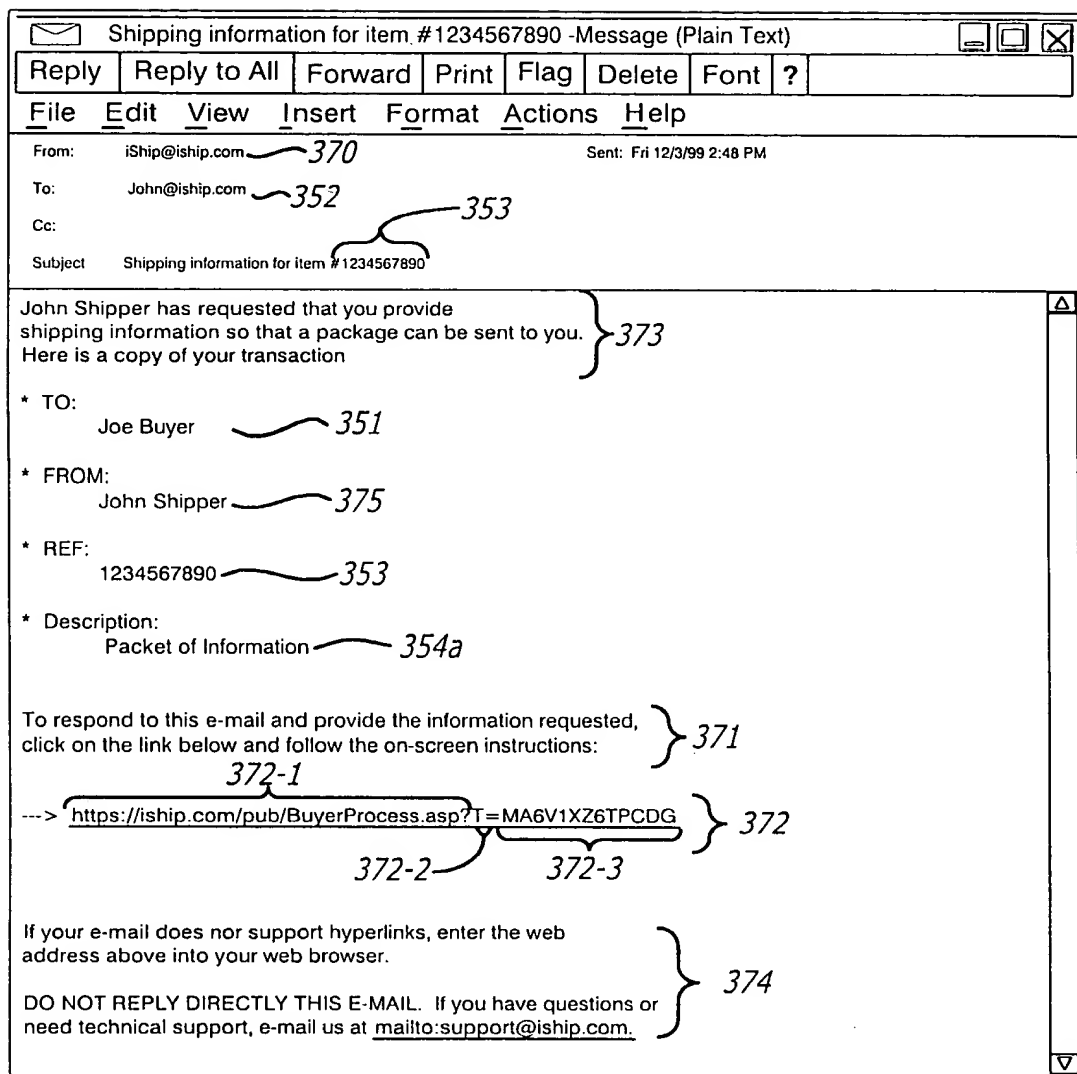 Shipping information for item #1234567890 -Message (Plain Text)
Reply Reply to All Forward Print Flag Delete Font ?
File Edit View Insert Format Actions Help
From: iShip@iship.com 370 Sent: Fri 12/3/99 2:48 PM
To: John@iship.com 352
353
Cc:
Subject Shipping information for item #1234567890
John Shipper has requested that you provide
shipping information so that a package can be sent to you. 373
Here is a copy of your transaction
* TO:
Joe Buyer 351
* FROM:
John Shipper 375
* REF:
1234567890 353
* Description:
Packet of Information 354a
To respond to this e-mail and provide the information requested,
click on the link below and follow the on-screen instructions: 371
372-1
---> https://iship.com/pub/BuyerProcess.asp?T=MA6V1XZ6TPCDG 372
372-2 372-3
If your e-mail does nor support hyperlinks, enter the web
address above into your web browser.
374
DO NOT REPLY DIRECTLY THIS E-MAIL. If you have questions or
need technical support, e-mail us at mailto:support@iship.com.